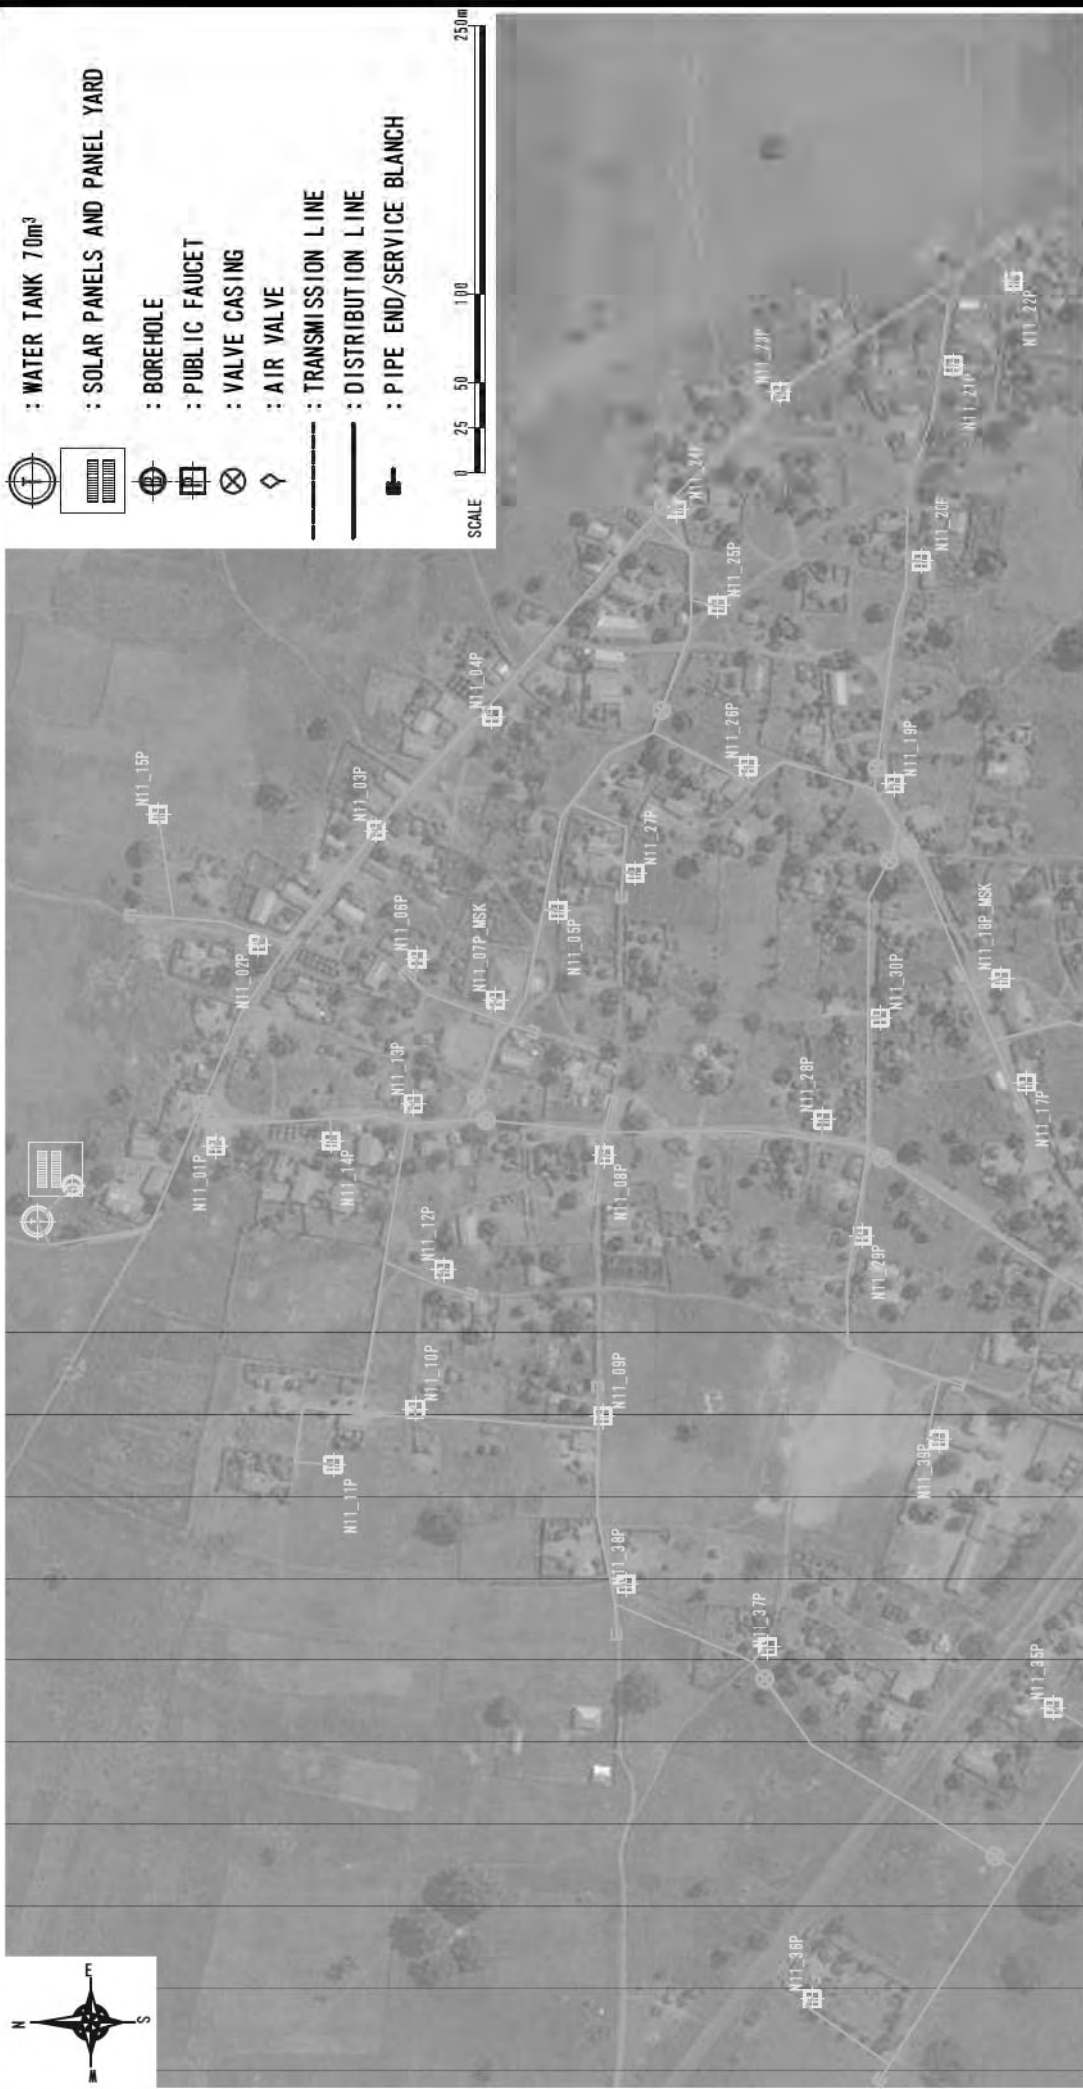 : WATER TANK 70m³
: SOLAR PANELS AND PANEL YARD
: BOREHOLE
: PUBLIC FAUCET
: VALVE CASING
: AIR VALVE
: TRANSMISSION LINE
: DISTRIBUTION LINE
: PIPE END/SERVICE BLANCH
SCALE 0 25 50 100 250m
T
B
P
N
E
S
W
N11_15P
N11_02P
N11_03P
N11_04P
N11_06P
N11_07P_MSK
N11_05P
N11_27P
N11_26P
N11_25P
N11_24P
N11_23P
N11_22P
N11_21P
N11_20P
N11_19P
N11_18P_MSK
N11_17P
N11_30P
N11_28P
N11_29P
N11_01P
N11_14P
N11_13P
N11_12P
N11_08P
N11_10P
N11_09P
N11_11P
N11_38P
N11_37P
N11_39P
N11_35P
N11_36P